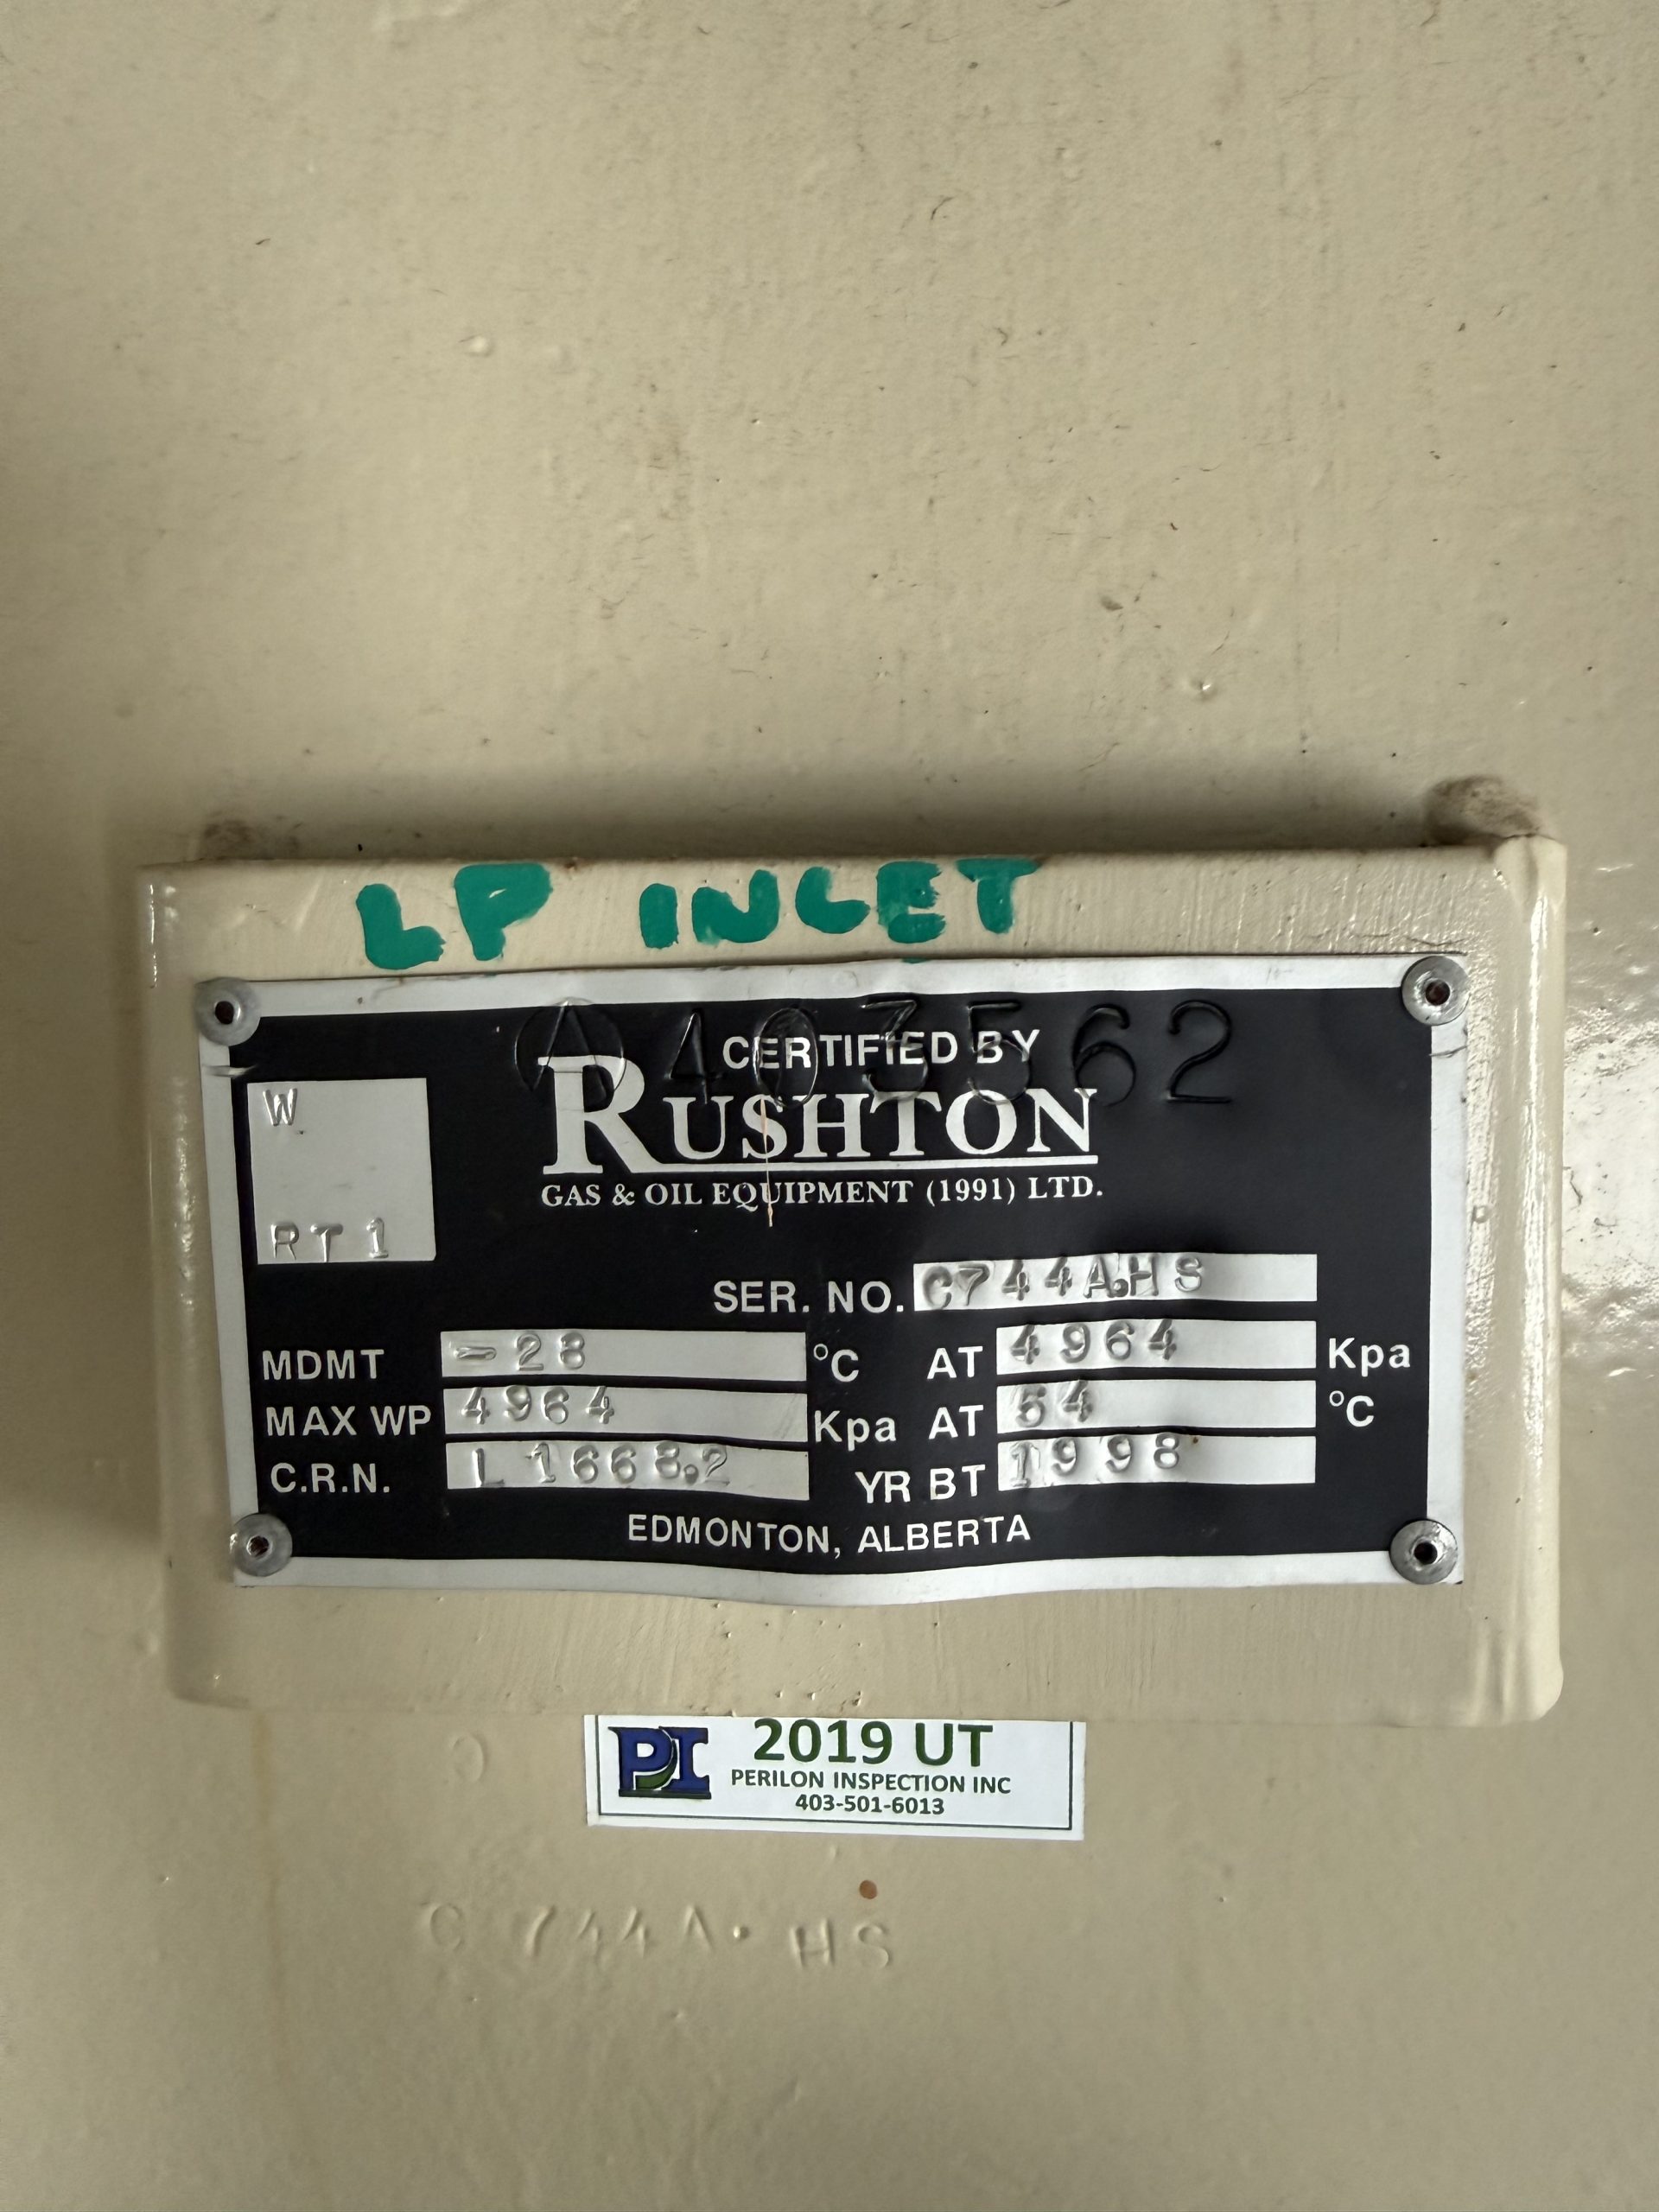 LP INLET
A 403562
CERTIFIED BY
RUSHTON
GAS & OIL EQUIPMENT (1991) LTD.
W
RT1
SER. NO. C744A.HS
MDMT -28 °C AT 4964 Kpa
MAX WP 4964 Kpa AT 54 °C
C.R.N. L1668.2 YR BT 1998
EDMONTON, ALBERTA
PI 2019 UT
PERILON INSPECTION INC
403-501-6013
C744A.HS